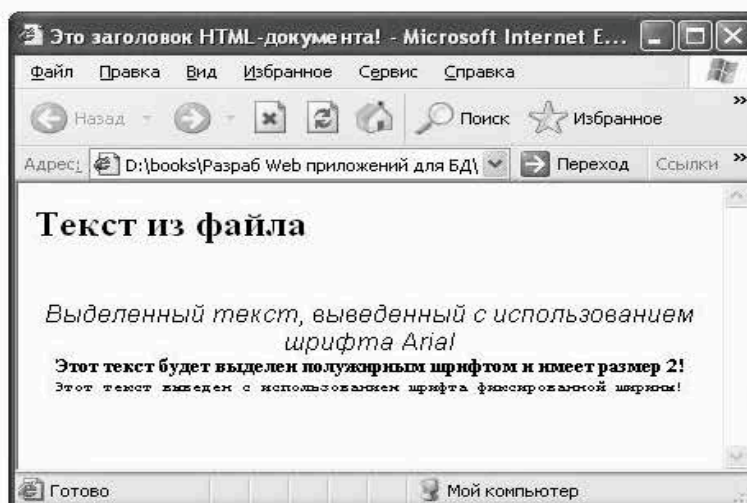 Это заголовок HTML-документа! - Microsoft Internet E...
Файл Правка Вид Избранное Сервис Справка
Назад Поиск Избранное »
Адрес: D:\books\Разраб Web приложений для БД\ Переход Ссылки »
Текст из файла
Выделенный текст, выведенный с использованием
шрифта Arial
Этот текст будет выделен полужирным шрифтом и имеет размер 2!
Этот текст выведен с использованием шрифта фиксированной ширины!
Готово Мой компьютер